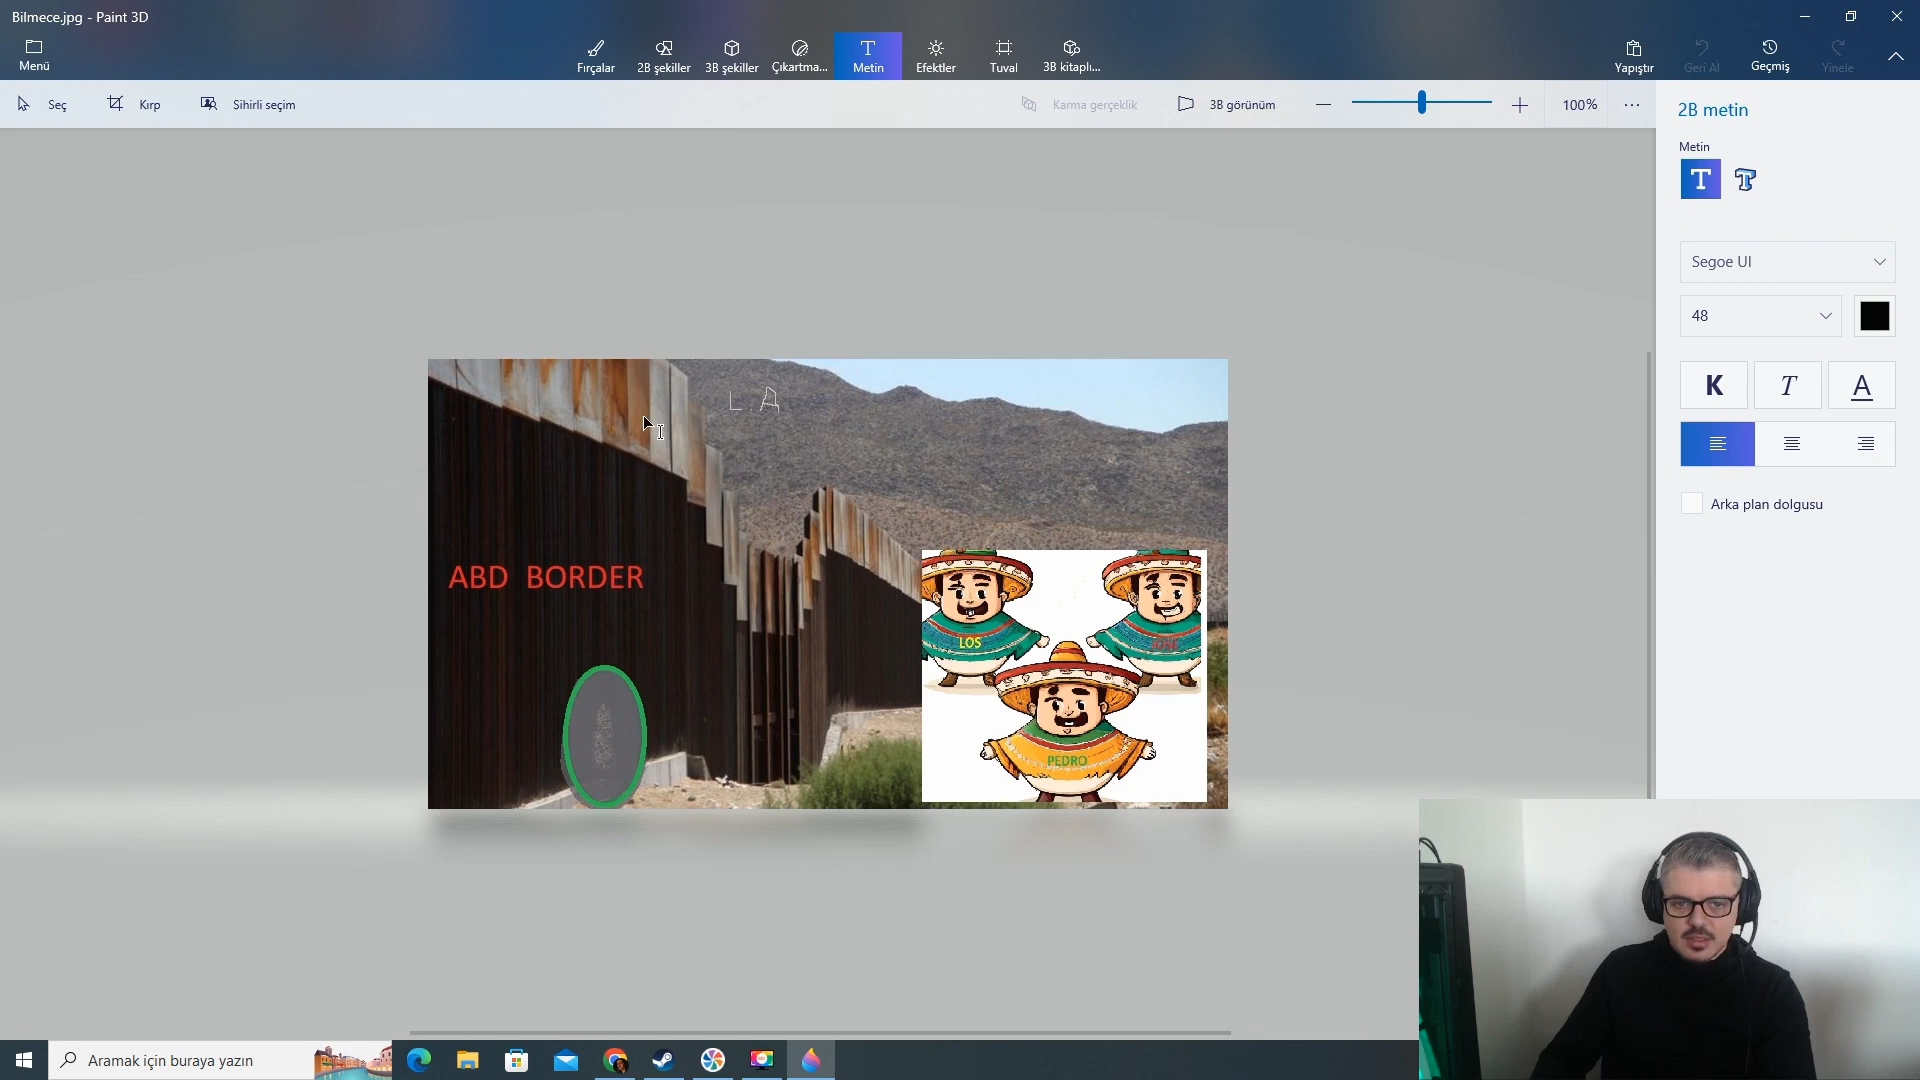 Bilmece.jpg - Paint 3D
Menü
Fırçalar
2B şekiller
3B şekiller
Çıkartma...
Metin
Efektler
Tuval
3B kitaplı...
Yapıştır
Geri Al
Geçmiş
Yinele
Seç
Kırp
Sihirli seçim
Karma gerçeklik
3B görünüm
100%
2B metin
Metin
Segoe UI
48
K
T
A
Arka plan dolgusu
L.A
ABD BORDER
LOS
JOSE
PEDRO
Aramak için buraya yazın